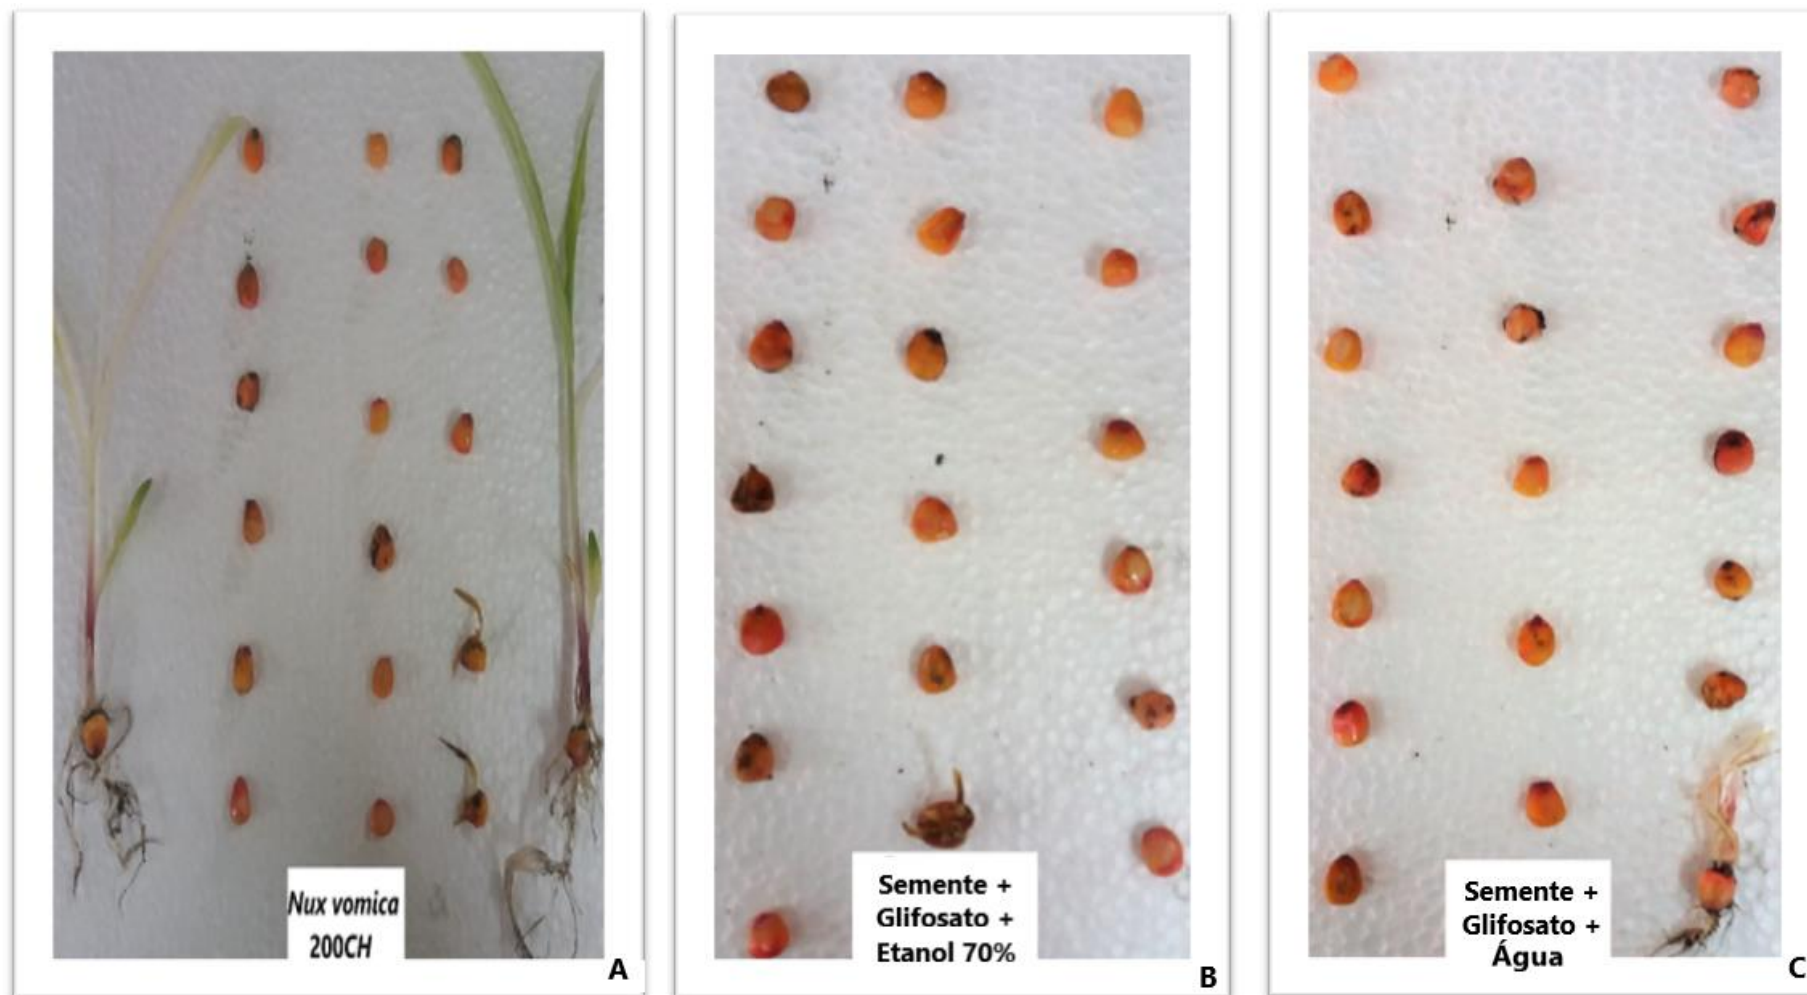 Nux vomica
200CH
A
Semente +
Glifosato +
Etanol 70%
B
Semente +
Glifosato +
Água
C